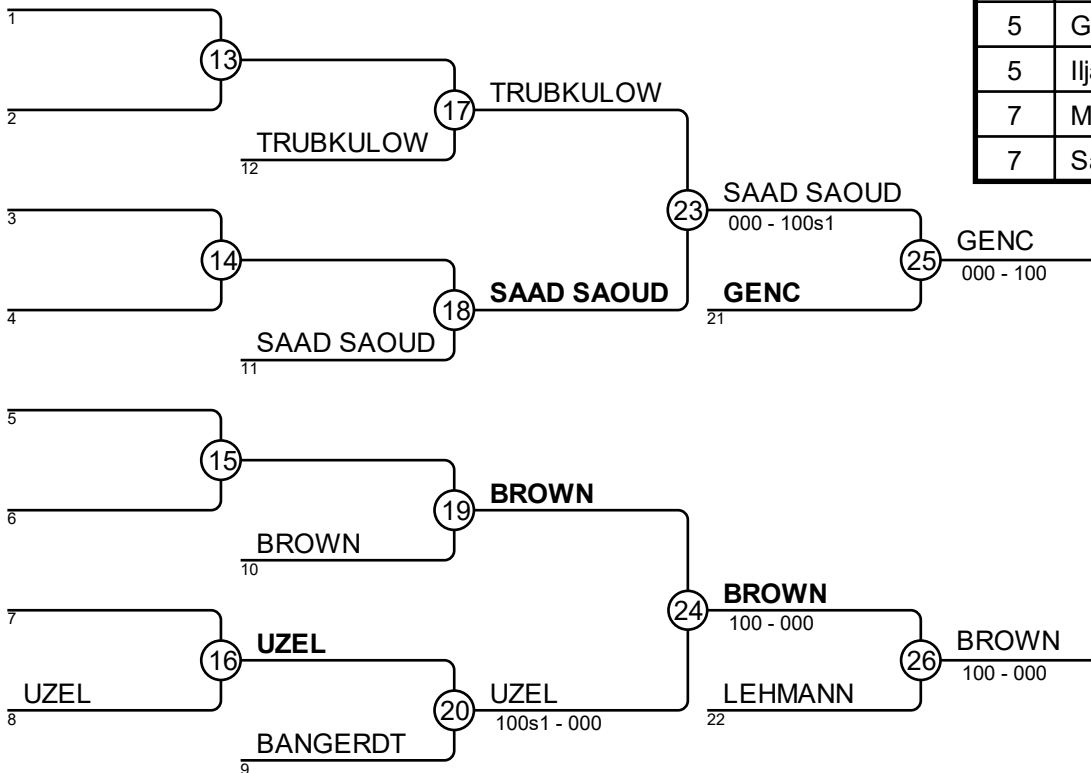 1
13
2
TRUBKULOW
12
17
TRUBKULOW
3
14
4
SAAD SAOUD
11
18
SAAD SAOUD
23
SAAD SAOUD
000 - 100s1
GENC
21
25
GENC
000 - 100
5
15
6
BROWN
10
19
BROWN
7
16
UZEL
8
UZEL
BANGERDT
9
20
UZEL
100s1 - 000
24
BROWN
100 - 000
LEHMANN
22
26
BROWN
100 - 000
5
5
7
7